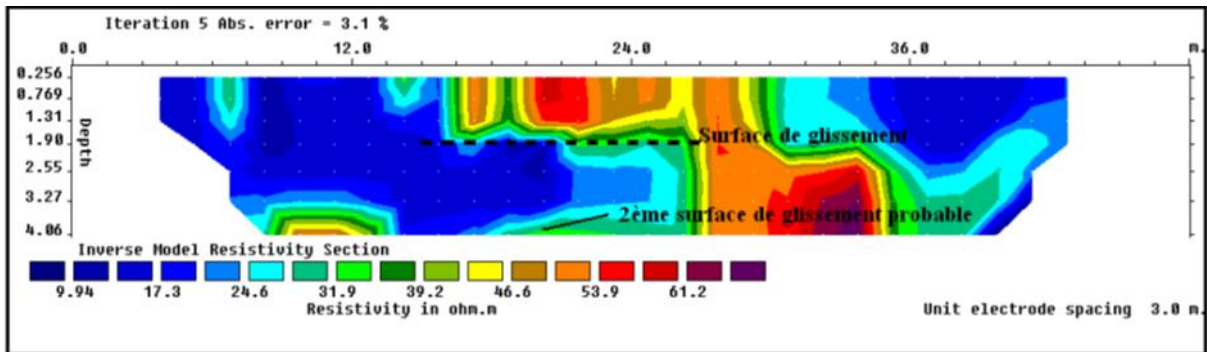 Iteration 5 Abs. error = 3.1 %
0.0 12.0 24.0 36.0 m.
0.256
0.769
1.31
1.90
2.55
3.27
4.06
Depth
Surface de glissement
2ème surface de glissement probable
Inverse Model Resistivity Section
9.94 17.3 24.6 31.9 39.2 46.6 53.9 61.2
Resistivity in ohm.m
Unit electrode spacing 3.0 m.